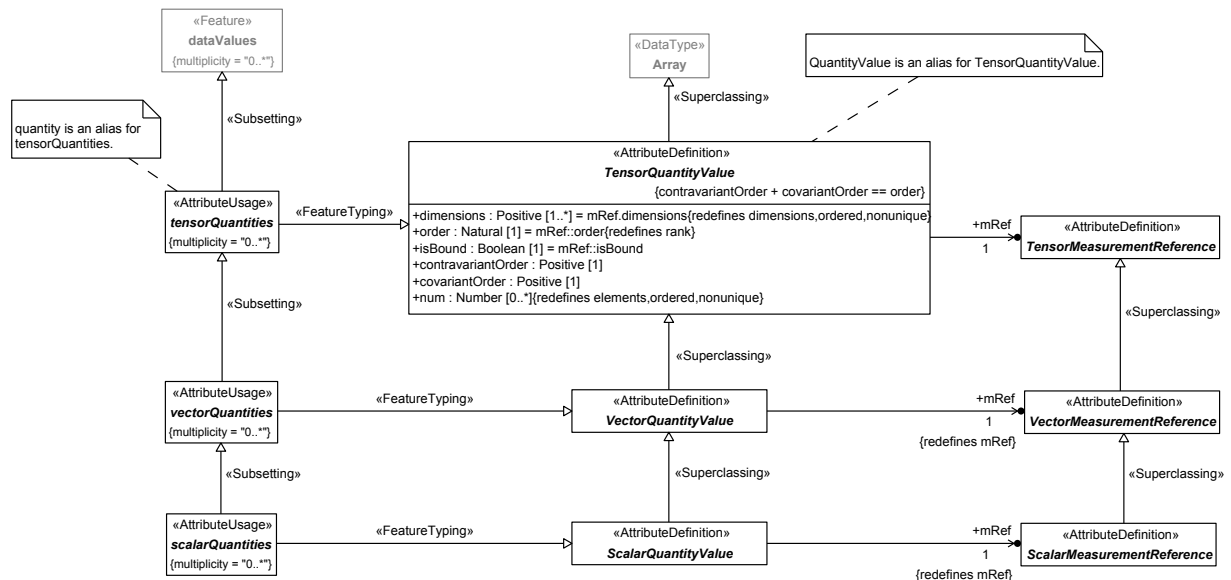 «Feature»
dataValues
{multiplicity = "0..*"}
«DataType»
Array
QuantityValue is an alias for TensorQuantityValue.
quantity is an alias for
tensorQuantities.
«Subsetting»
«Superclassing»
«AttributeDefinition»
TensorQuantityValue
{contravariantOrder + covariantOrder == order}
+dimensions : Positive [1..*] = mRef.dimensions{redefines dimensions,ordered,nonunique}
+order : Natural [1] = mRef::order{redefines rank}
+isBound : Boolean [1] = mRef::isBound
+contravariantOrder : Positive [1]
+covariantOrder : Positive [1]
+num : Number [0..*]{redefines elements,ordered,nonunique}
«AttributeUsage»
tensorQuantities
{multiplicity = "0..*"}
«FeatureTyping»
+mRef
1
«AttributeDefinition»
TensorMeasurementReference
«Subsetting»
«Superclassing»
«Superclassing»
«AttributeUsage»
vectorQuantities
{multiplicity = "0..*"}
«FeatureTyping»
«AttributeDefinition»
VectorQuantityValue
+mRef
1
{redefines mRef}
«AttributeDefinition»
VectorMeasurementReference
«Subsetting»
«Superclassing»
«Superclassing»
«AttributeUsage»
scalarQuantities
{multiplicity = "0..*"}
«FeatureTyping»
«AttributeDefinition»
ScalarQuantityValue
+mRef
1
{redefines mRef}
«AttributeDefinition»
ScalarMeasurementReference